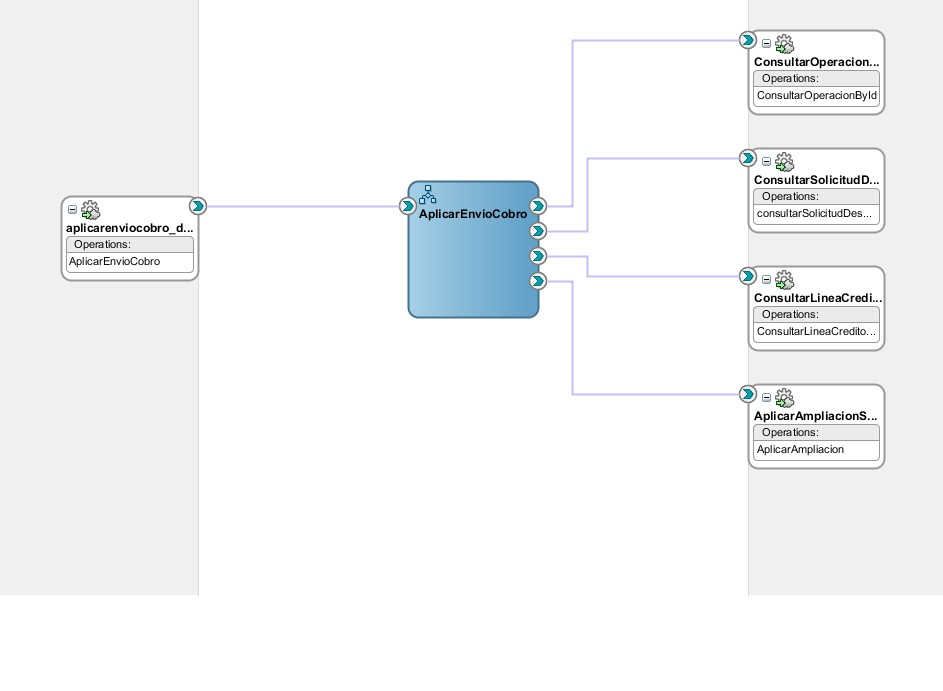 aplicarenviocobro_d...
Operations:
AplicarEnvioCobro
AplicarEnvioCobro
ConsultarOperacion...
Operations:
ConsultarOperacionById
ConsultarSolicitudD...
Operations:
consultarSolicitudDes...
ConsultarLineaCredi...
Operations:
ConsultarLineaCredito...
AplicarAmpliacionS...
Operations:
AplicarAmpliacion